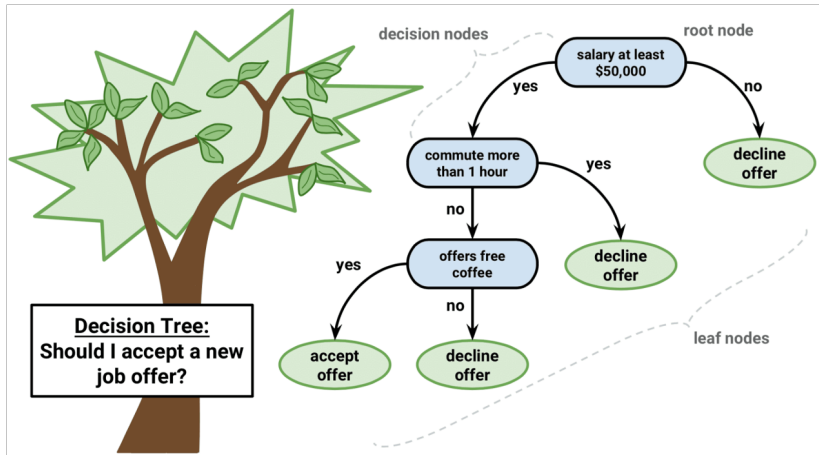 decision nodes
root node
salary at least
$50,000
yes
no
commute more
than 1 hour
yes
decline
offer
no
offers free
coffee
decline
offer
yes
no
accept
offer
decline
offer
leaf nodes
Decision Tree:
Should I accept a new
job offer?